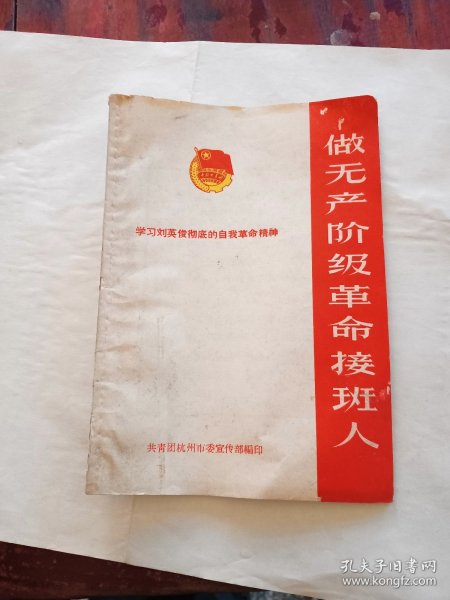 做无产阶级革命接班人
学习刘英俊彻底的自我革命精神
共青团杭州市委宣传部编印
孔夫子旧书网
www.kongfz.com